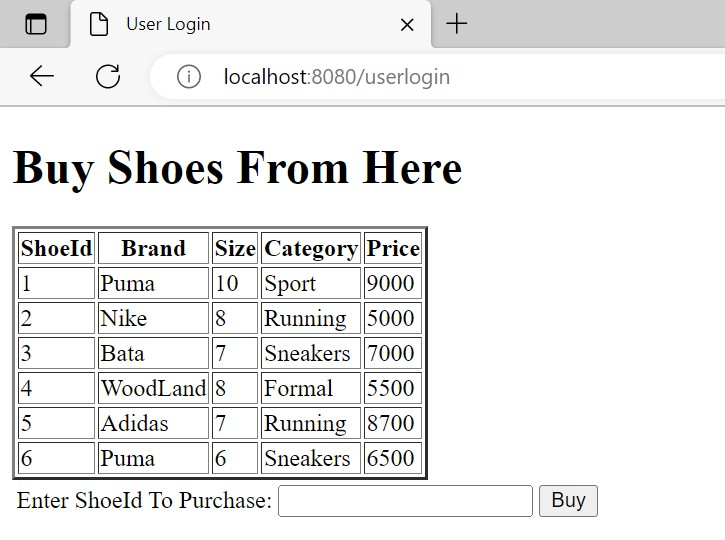 User Login
localhost:8080/userlogin
Buy Shoes From Here
ShoeId Brand Size Category Price
1 Puma 10 Sport 9000
2 Nike 8 Running 5000
3 Bata 7 Sneakers 7000
4 WoodLand 8 Formal 5500
5 Adidas 7 Running 8700
6 Puma 6 Sneakers 6500
Enter ShoeId To Purchase: Buy